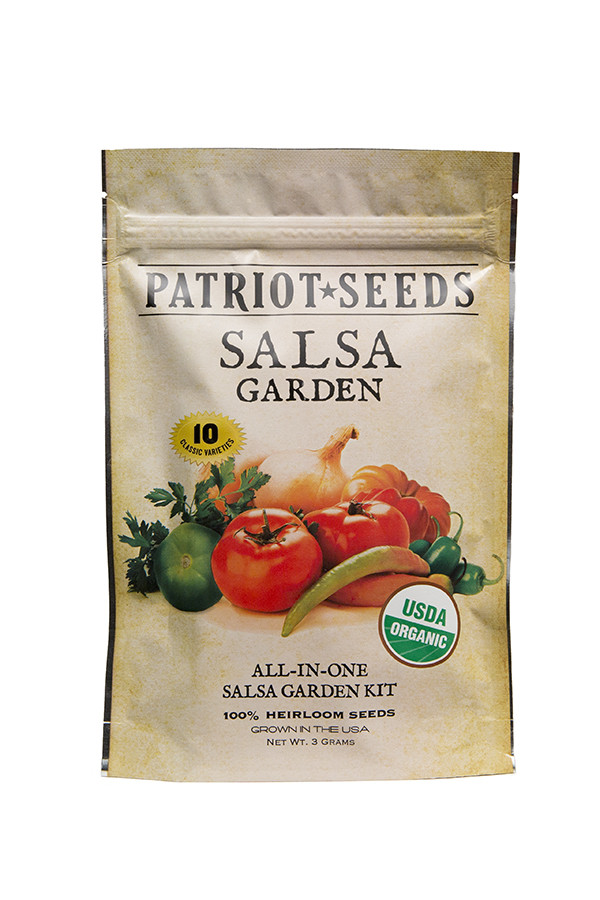 PATRIOT★SEEDS
SALSA
GARDEN
10
CLASSIC VARIETIES
USDA
ORGANIC
ALL-IN-ONE
SALSA GARDEN KIT
100% HEIRLOOM SEEDS
GROWN IN THE USA
NET WT. 3 GRAMS